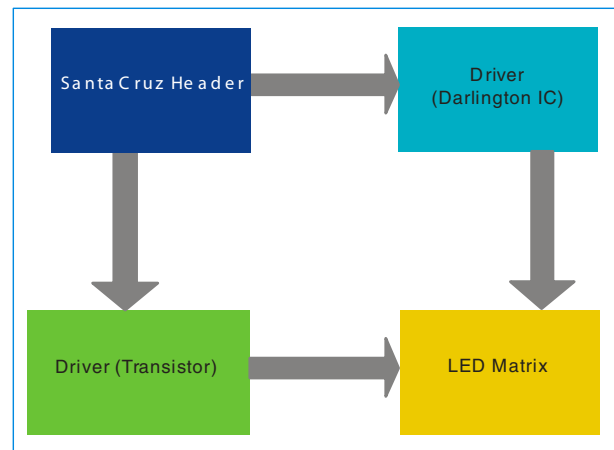 Santa Cruz Header
Driver
(Darlington IC)
Driver (Transistor)
LED Matrix